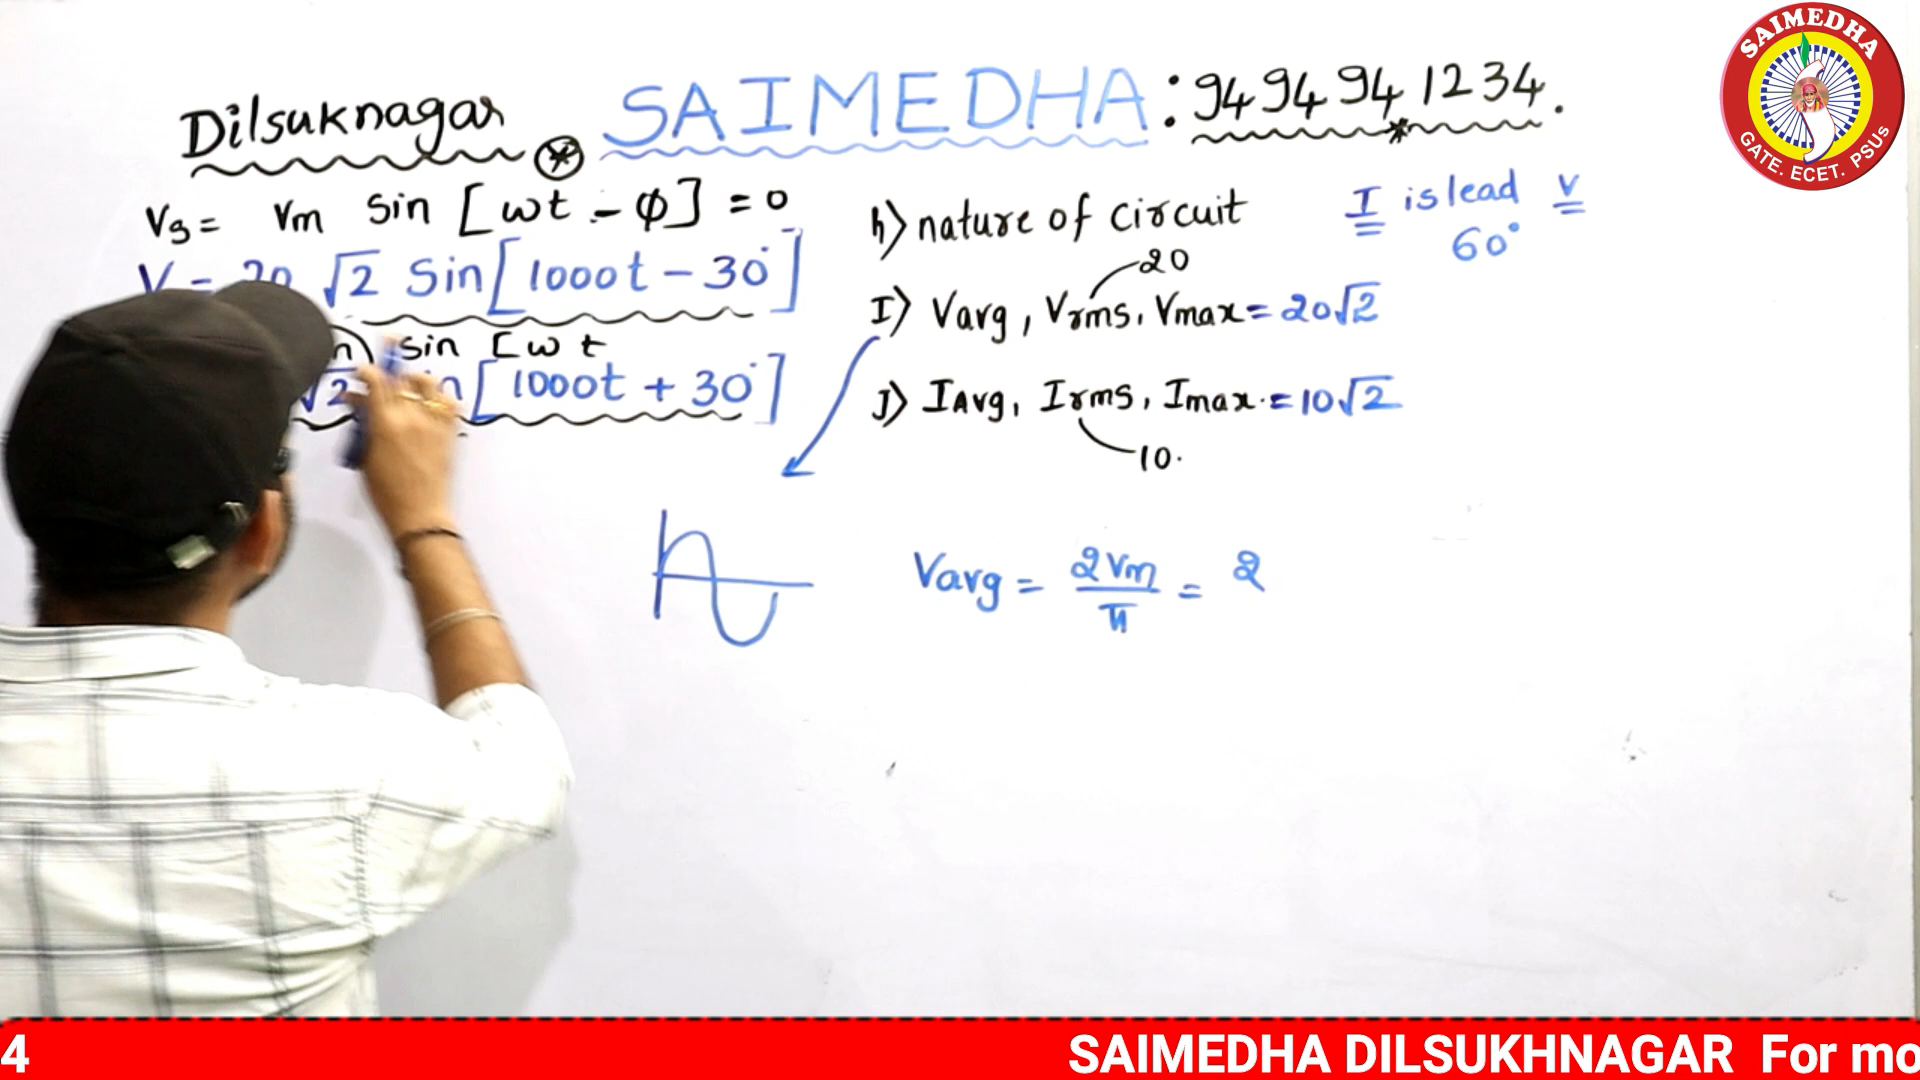 Dilsuknagar SAIMEDHA : 9494941234.
SAIMEDHA
GATE. ECET. PSUs
Vs = Vm Sin [ωt - φ] = 0
V = 20 √2 Sin[1000t - 30°]
sin [ωt
√2 [1000t + 30°]
h) nature of circuit
I is lead V
60°
20
I) Vavg, Vrms, Vmax = 20√2
J) IAvg, Irms, Imax. = 10√2
10.
Vavg = 2Vm/π = 2
4 SAIMEDHA DILSUKHNAGAR For mo